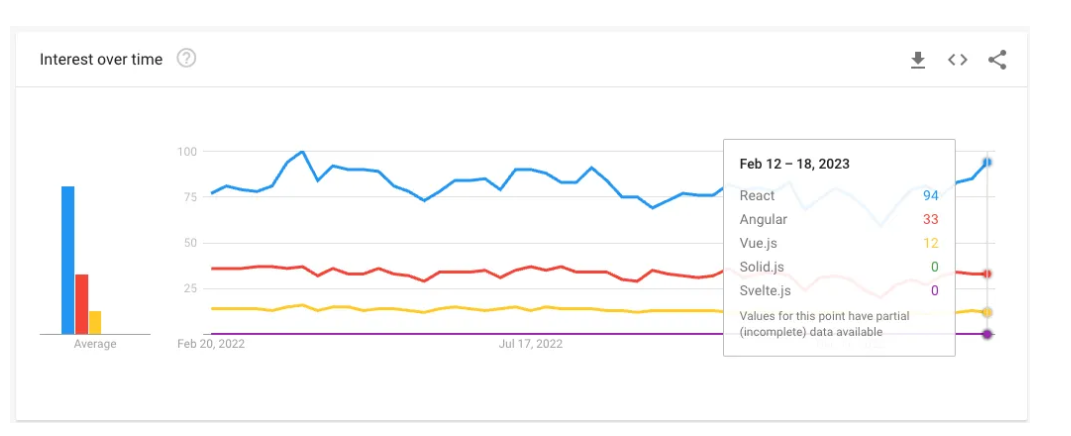 Interest over time
100
75
50
25
Average
Feb 20, 2022
Jul 17, 2022
Feb 12 – 18, 2023
React 94
Angular 33
Vue.js 12
Solid.js 0
Svelte.js 0
Values for this point have partial
(incomplete) data available